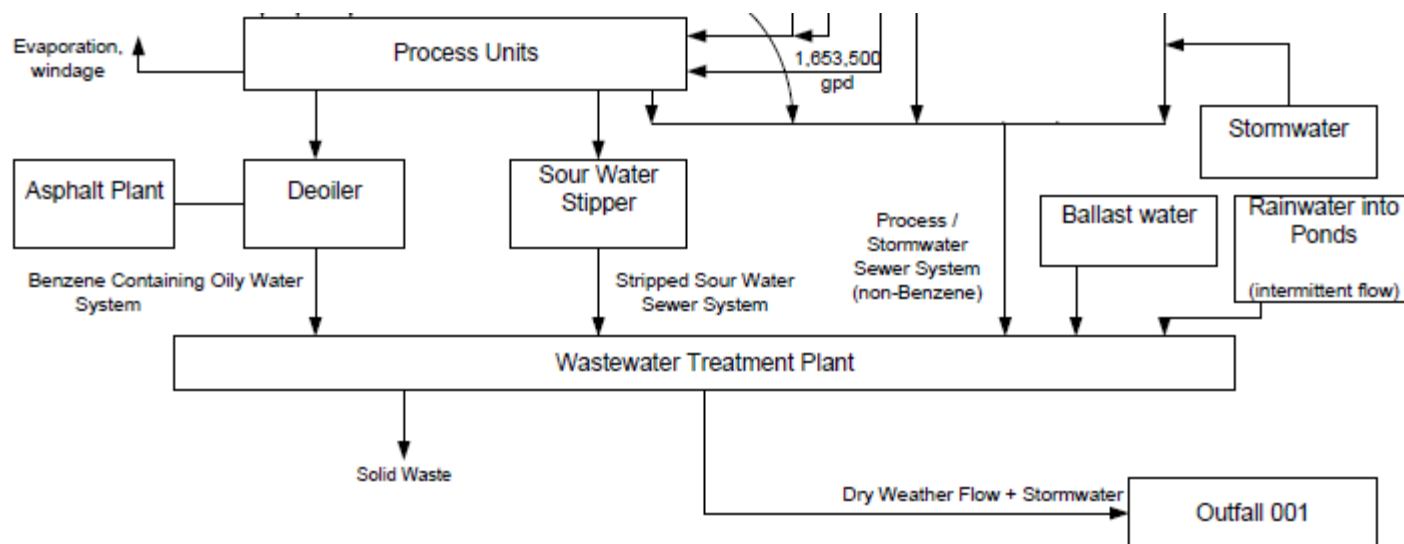 Evaporation,
windage
Process Units
1,653,500
gpd
Stormwater
Asphalt Plant
Deoiler
Sour Water
Stipper
Process /
Stormwater
Sewer System
(non-Benzene)
Ballast water
Rainwater into
Ponds
(intermittent flow)
Benzene Containing Oily Water
System
Stripped Sour Water
Sewer System
Wastewater Treatment Plant
Solid Waste
Dry Weather Flow + Stormwater
Outfall 001